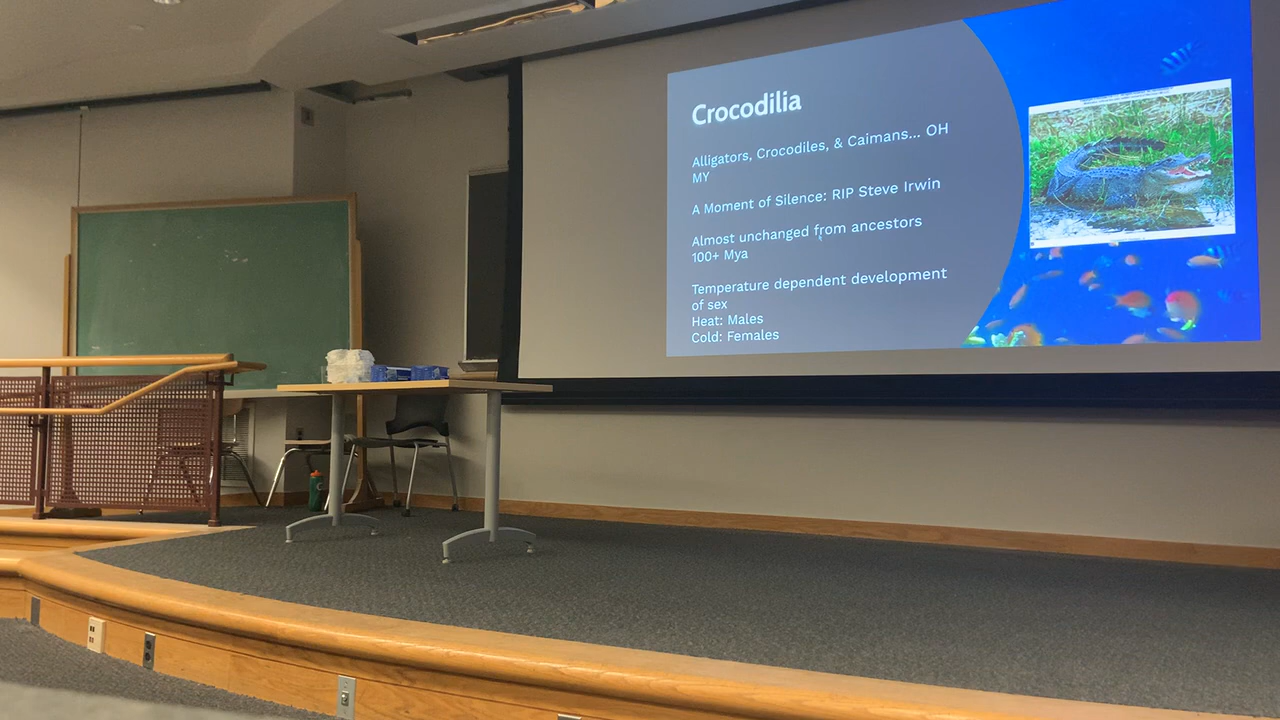 Crocodilia
Alligators, Crocodiles, & Caimans... OH
MY
A Moment of Silence: RIP Steve Irwin
Almost unchanged from ancestors
100+ Mya
Temperature dependent development
of sex
Heat: Males
Cold: Females